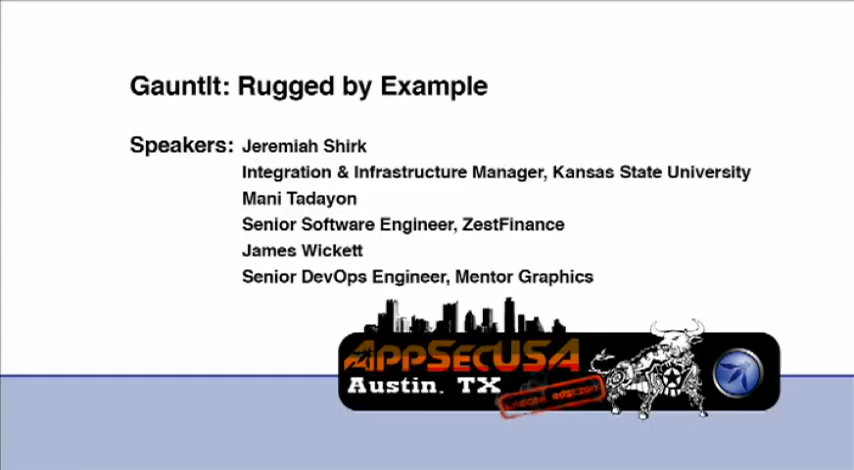 Gauntlt: Rugged by Example
Speakers: Jeremiah Shirk
Integration & Infrastructure Manager, Kansas State University
Mani Tadayon
Senior Software Engineer, ZestFinance
James Wickett
Senior DevOps Engineer, Mentor Graphics
AppSecUSA
Austin, TX